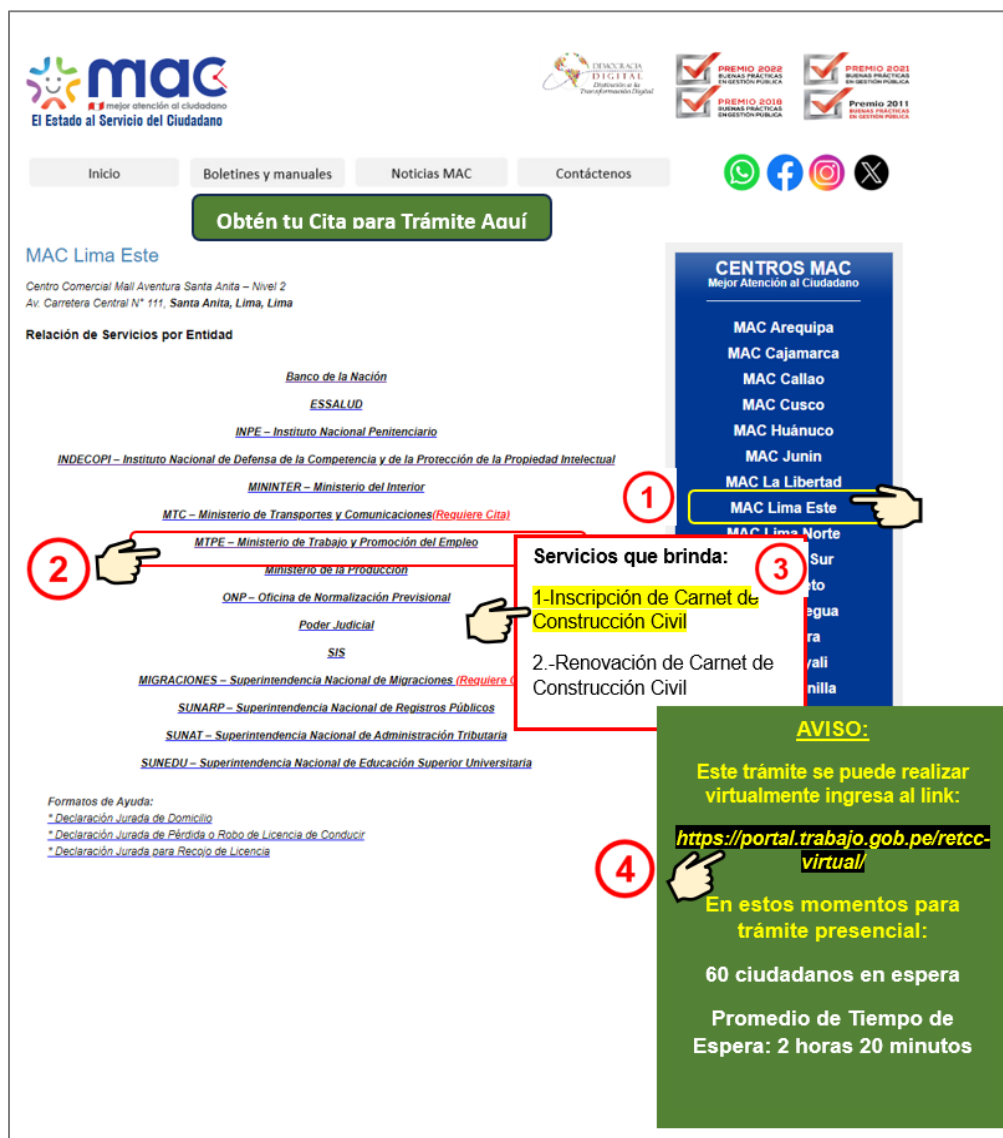 mac
mejor atención al ciudadano
El Estado al Servicio del Ciudadano
DEMOCRACIA
DIGITAL
Distinción a la
Transformación Digital
PREMIO 2022
BUENAS PRÁCTICAS
EN GESTIÓN PÚBLICA
PREMIO 2021
BUENAS PRÁCTICAS
EN GESTIÓN PÚBLICA
PREMIO 2018
BUENAS PRÁCTICAS
EN GESTIÓN PÚBLICA
Premio 2011
BUENAS PRÁCTICAS
EN GESTIÓN PÚBLICA
Inicio
Boletines y manuales
Noticias MAC
Contáctenos
Obtén tu Cita para Trámite Aquí
MAC Lima Este
Centro Comercial Mall Aventura Santa Anita – Nivel 2
Av. Carretera Central N° 111, Santa Anita, Lima, Lima
Relación de Servicios por Entidad
Banco de la Nación
ESSALUD
INPE – Instituto Nacional Penitenciario
INDECOPI – Instituto Nacional de Defensa de la Competencia y de la Protección de la Propiedad Intelectual
MININTER – Ministerio del Interior
MTC – Ministerio de Transportes y Comunicaciones(Requiere Cita)
2
MTPE – Ministerio de Trabajo y Promoción del Empleo
Ministerio de la Producción
ONP – Oficina de Normalización Previsional
Poder Judicial
SIS
MIGRACIONES – Superintendencia Nacional de Migraciones (Requiere
SUNARP – Superintendencia Nacional de Registros Públicos
SUNAT – Superintendencia Nacional de Administración Tributaria
SUNEDU – Superintendencia Nacional de Educación Superior Universitaria
Formatos de Ayuda:
* Declaración Jurada de Domicilio
* Declaración Jurada de Pérdida o Robo de Licencia de Conducir
* Declaración Jurada para Recojo de Licencia
CENTROS MAC
Mejor Atención al Ciudadano
MAC Arequipa
MAC Cajamarca
MAC Callao
MAC Cusco
MAC Huánuco
MAC Junin
MAC La Libertad
1
MAC Lima Este
MAC Lima Norte
Sur
to
egua
ra
yali
nilla
Servicios que brinda:
3
1-Inscripción de Carnet de
Construcción Civil
2.-Renovación de Carnet de
Construcción Civil
AVISO:
Este trámite se puede realizar
virtualmente ingresa al link:
https://portal.trabajo.gob.pe/retcc-
virtual/
4
En estos momentos para
trámite presencial:
60 ciudadanos en espera
Promedio de Tiempo de
Espera: 2 horas 20 minutos